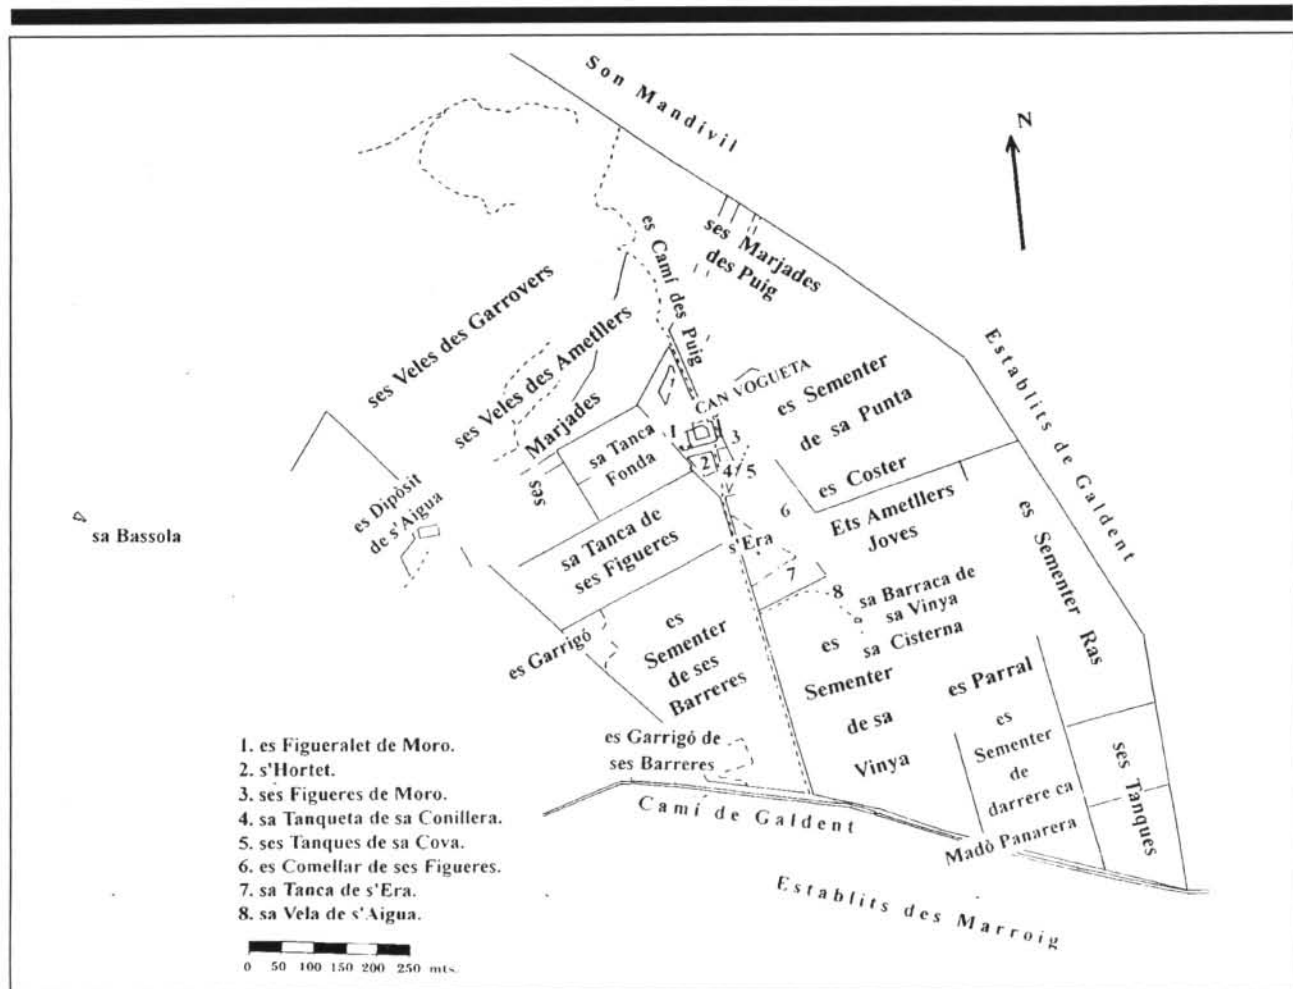 Son Mandívil
N
es Camí des Puig
ses Marjades
des Puig
ses Veles des Garrovers
ses Veles des Ametllers
ses Marjades
CAN VOGUETA
es Sementer
de sa Punta
es Coster
Establits de Galdent
sa Tanca
Fonda
1
2
3
4
5
6
7
8
es Dipòsit
de s'Aigua
sa Bassola
sa Tanca de
ses Figueres
s'Era
Ets Ametllers
Joves
es Sementer Ras
sa Barraca de
sa Vinya
sa Cisterna
es Garrigó
es
Sementer
de ses
Barreres
es
Sementer
de sa
Vinya
es Parral
es
Sementer
de
darrere ca
Madò Panarera
ses Tanques
es Garrigó de
ses Barreres
Camí de Galdent
Establits des Marroig
1. es Figueralet de Moro.
2. s'Hortet.
3. ses Figueres de Moro.
4. sa Tanqueta de sa Conillera.
5. ses Tanques de sa Cova.
6. es Comellar de ses Figueres.
7. sa Tanca de s'Era.
8. sa Vela de s'Aigua.
0 50 100 150 200 250 mts.